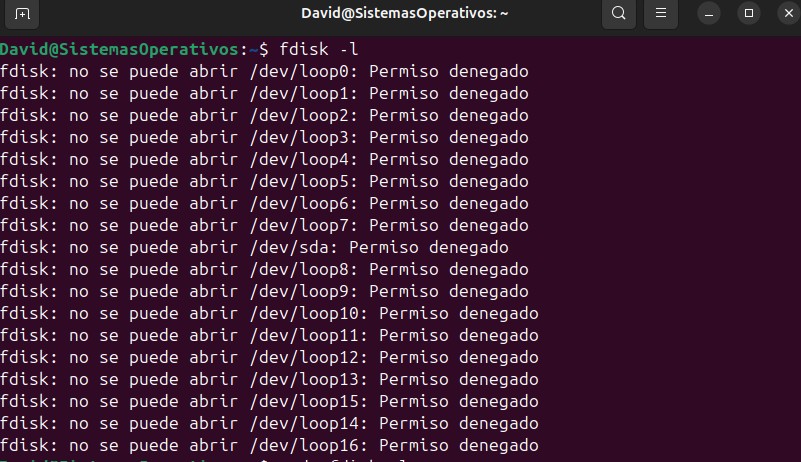 David@SistemasOperativos: ~
David@SistemasOperativos:~$ fdisk -l
fdisk: no se puede abrir /dev/loop0: Permiso denegado
fdisk: no se puede abrir /dev/loop1: Permiso denegado
fdisk: no se puede abrir /dev/loop2: Permiso denegado
fdisk: no se puede abrir /dev/loop3: Permiso denegado
fdisk: no se puede abrir /dev/loop4: Permiso denegado
fdisk: no se puede abrir /dev/loop5: Permiso denegado
fdisk: no se puede abrir /dev/loop6: Permiso denegado
fdisk: no se puede abrir /dev/loop7: Permiso denegado
fdisk: no se puede abrir /dev/sda: Permiso denegado
fdisk: no se puede abrir /dev/loop8: Permiso denegado
fdisk: no se puede abrir /dev/loop9: Permiso denegado
fdisk: no se puede abrir /dev/loop10: Permiso denegado
fdisk: no se puede abrir /dev/loop11: Permiso denegado
fdisk: no se puede abrir /dev/loop12: Permiso denegado
fdisk: no se puede abrir /dev/loop13: Permiso denegado
fdisk: no se puede abrir /dev/loop15: Permiso denegado
fdisk: no se puede abrir /dev/loop14: Permiso denegado
fdisk: no se puede abrir /dev/loop16: Permiso denegado